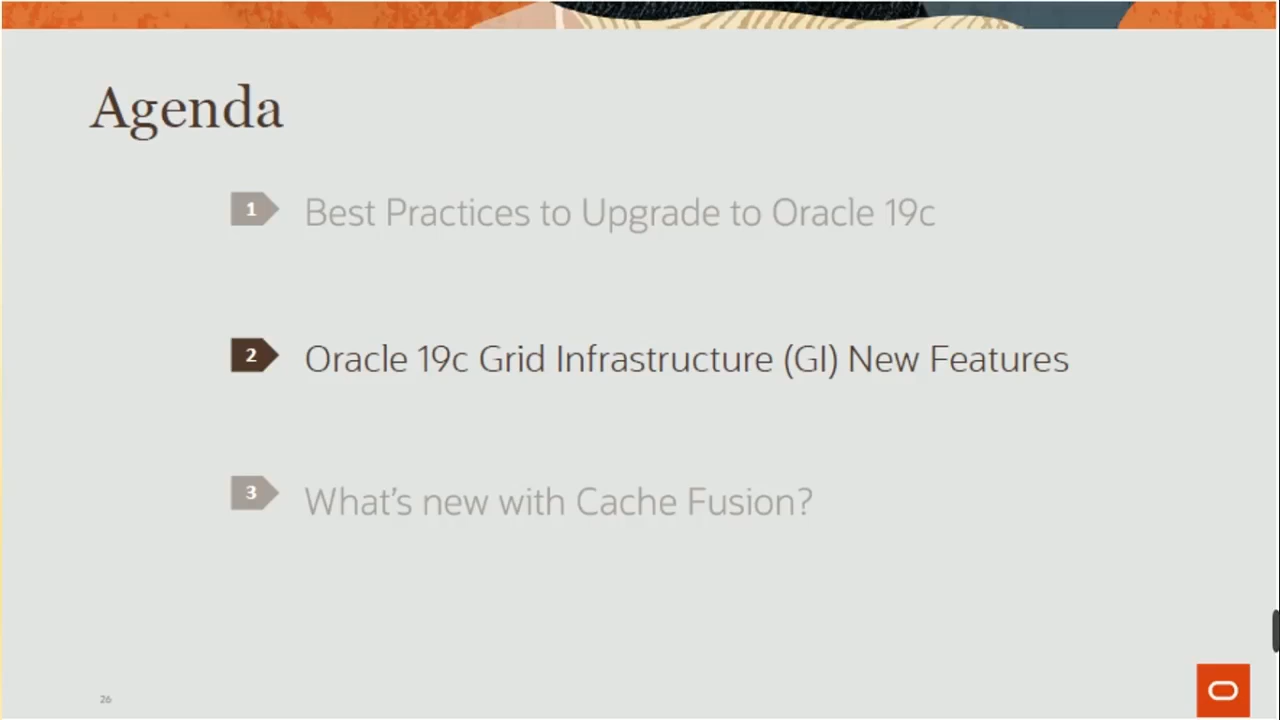 Agenda
1 Best Practices to Upgrade to Oracle 19c
2 Oracle 19c Grid Infrastructure (GI) New Features
3 What's new with Cache Fusion?
26